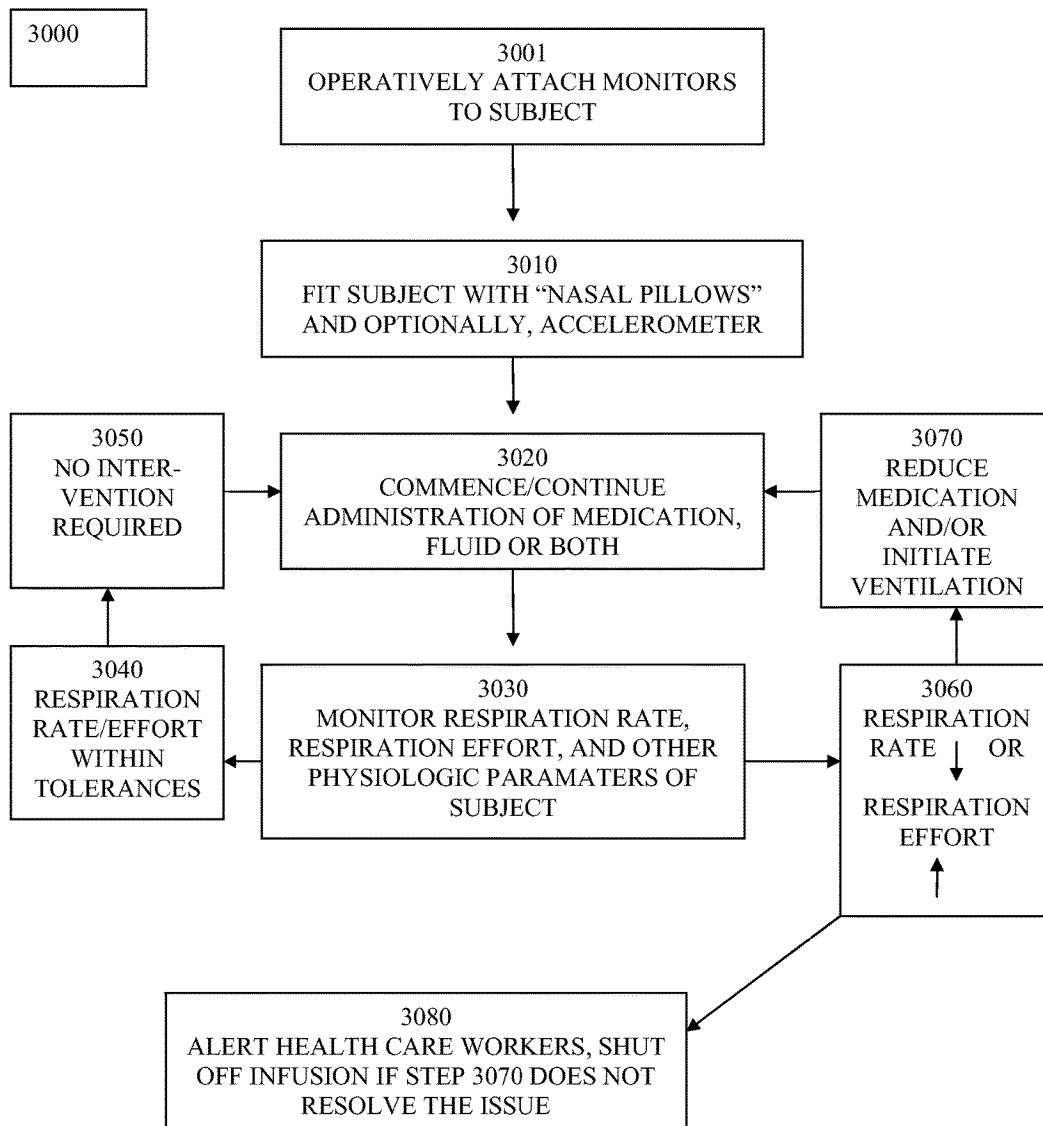 3000
3001
OPERATIVELY ATTACH MONITORS
TO SUBJECT
3010
FIT SUBJECT WITH “NASAL PILLOWS”
AND OPTIONALLY, ACCELEROMETER
3050
NO INTER-
VENTION
REQUIRED
3020
COMMENCE/CONTINUE
ADMINISTRATION OF MEDICATION,
FLUID OR BOTH
3070
REDUCE
MEDICATION
AND/OR
INITIATE
VENTILATION
3040
RESPIRATION
RATE/EFFORT
WITHIN
TOLERANCES
3030
MONITOR RESPIRATION RATE,
RESPIRATION EFFORT, AND OTHER
PHYSIOLOGIC PARAMATERS OF
SUBJECT
3060
RESPIRATION
RATE ↓ OR
RESPIRATION
EFFORT
↑
3080
ALERT HEALTH CARE WORKERS, SHUT
OFF INFUSION IF STEP 3070 DOES NOT
RESOLVE THE ISSUE